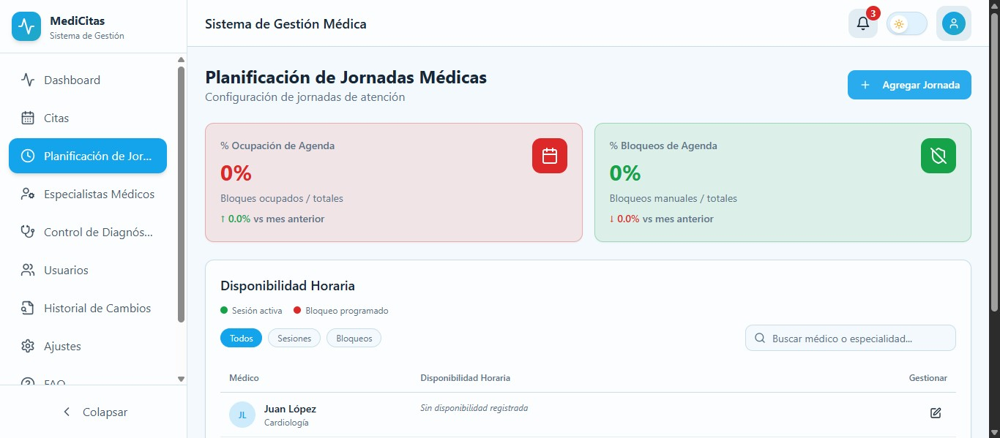 MediCitas
Sistema de Gestión
Dashboard
Citas
Planificación de Jor...
Especialistas Médicos
Control de Diagnós...
Usuarios
Historial de Cambios
Ajustes
FAQ
Colapsar
Sistema de Gestión Médica
3
Planificación de Jornadas Médicas
Configuración de jornadas de atención
+ Agregar Jornada
% Ocupación de Agenda
0%
Bloques ocupados / totales
↑ 0.0% vs mes anterior
% Bloqueos de Agenda
0%
Bloqueos manuales / totales
↓ 0.0% vs mes anterior
Disponibilidad Horaria
Sesión activa Bloqueo programado
Todos Sesiones Bloqueos
Buscar médico o especialidad...
Médico Disponibilidad Horaria Gestionar
JL
Juan López
Cardiología
Sin disponibilidad registrada